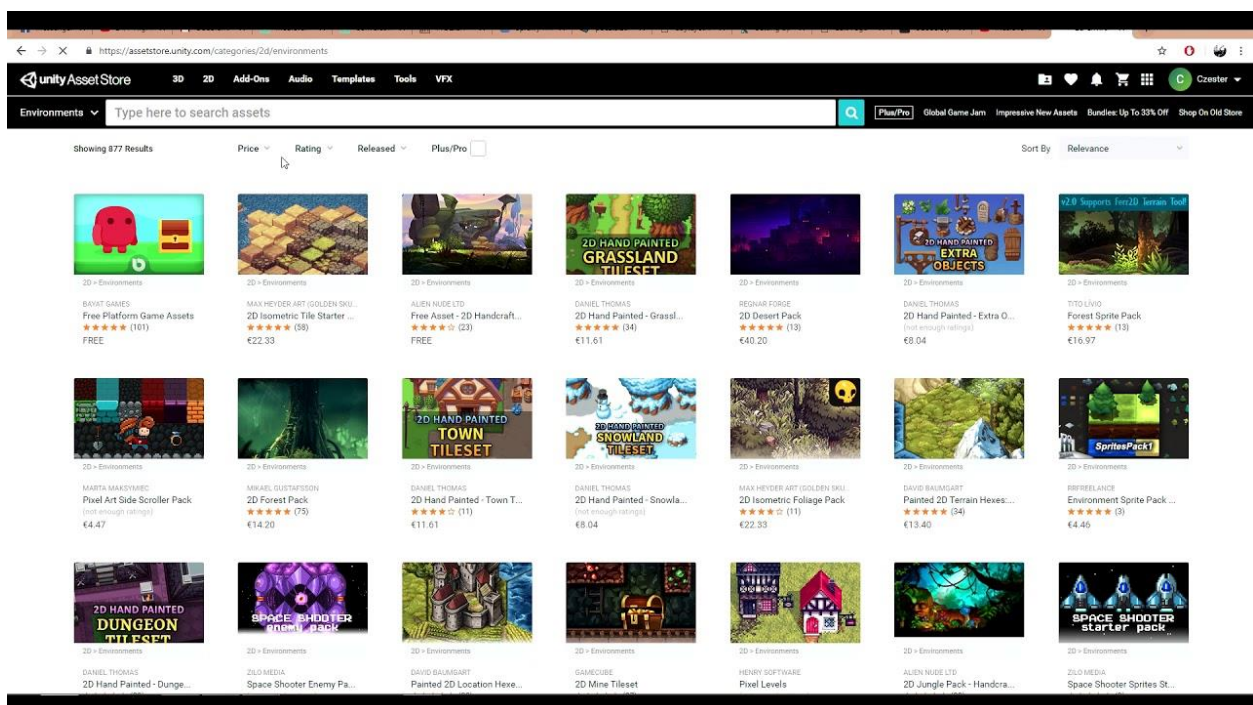 https://assetstore.unity.com/categories/2d/environments
unity Asset Store 3D 2D Add-Ons Audio Templates Tools VFX C Czester
Environments Type here to search assets Plus/Pro Global Game Jam Impressive New Assets Bundles: Up To 33% Off Shop On Old Store
Showing 877 Results Price Rating Released Plus/Pro Sort By Relevance
2D HAND PAINTED
GRASSLAND
TILESET
2D HAND PAINTED
EXTRA
OBJECTS
v2.0 Supports Ferr2D Terrain Tool!
2D > Environments 2D > Environments 2D > Environments 2D > Environments 2D > Environments 2D > Environments 2D > Environments
BAYAT GAMES MAX HEYDER ART (GOLDEN SKU... ALIEN NUDE LTD DANIEL THOMAS REGNAR FORGE DANIEL THOMAS TITO LÍVIO
Free Platform Game Assets 2D Isometric Tile Starter ... Free Asset - 2D Handcraft... 2D Hand Painted - Grassl... 2D Desert Pack 2D Hand Painted - Extra O... Forest Sprite Pack
(101) (58) (23) (34) (13) (not enough ratings) (13)
FREE €22.33 FREE €11.61 €40.20 €8.04 €16.97
2D HAND PAINTED
TOWN
TILESET
2D HAND PAINTED
SNOWLAND
TILESET
SpritesPack1
2D > Environments 2D > Environments 2D > Environments 2D > Environments 2D > Environments 2D > Environments 2D > Environments
MARTA MAKSYMIEC MIKAEL GUSTAFSSON DANIEL THOMAS DANIEL THOMAS MAX HEYDER ART (GOLDEN SKU... DAVID BAUMGART RRFREELANCE
Pixel Art Side Scroller Pack 2D Forest Pack 2D Hand Painted - Town T... 2D Hand Painted - Snowla... 2D Isometric Foliage Pack Painted 2D Terrain Hexes:... Environment Sprite Pack ...
(not enough ratings) (75) (11) (not enough ratings) (11) (34) (3)
€4.47 €14.20 €11.61 €8.04 €22.33 €13.40 €4.46
2D HAND PAINTED
DUNGEON
TILESET
SPACE SHOOTER
enemy pack
SPACE SHOOTER
starter pack
2D > Environments 2D > Environments 2D > Environments 2D > Environments 2D > Environments 2D > Environments 2D > Environments
DANIEL THOMAS ZILO MEDIA DAVID BAUMGART GAMECUBE HENRY SOFTWARE ALIEN NUDE LTD ZILO MEDIA
2D Hand Painted - Dunge... Space Shooter Enemy Pa... Painted 2D Location Hexe... 2D Mine Tileset Pixel Levels 2D Jungle Pack - Handcra... Space Shooter Sprites St...